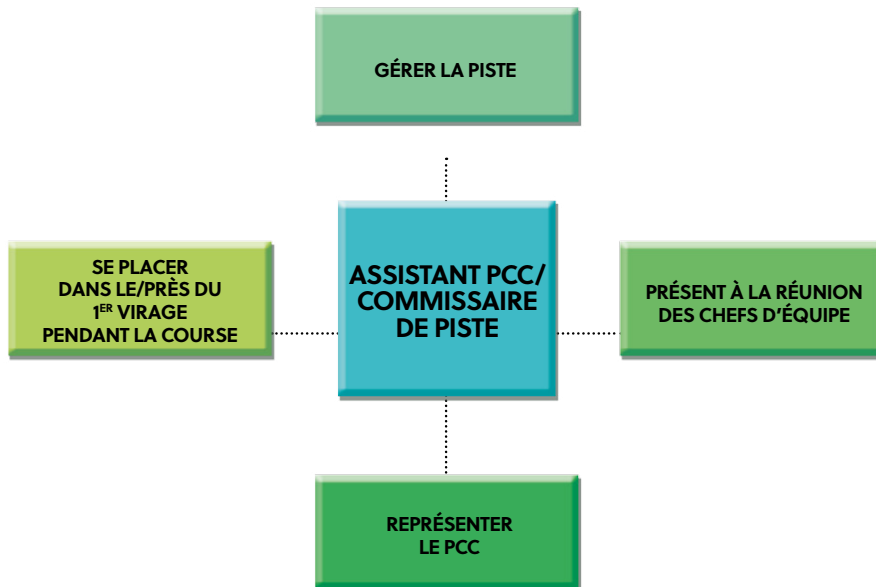 GÉRER LA PISTE
SE PLACER
DANS LE/PRÈS DU
1ER VIRAGE
PENDANT LA COURSE
ASSISTANT PCC/
COMMISSAIRE
DE PISTE
PRÉSENT À LA RÉUNION
DES CHEFS D'ÉQUIPE
REPRÉSENTER
LE PCC